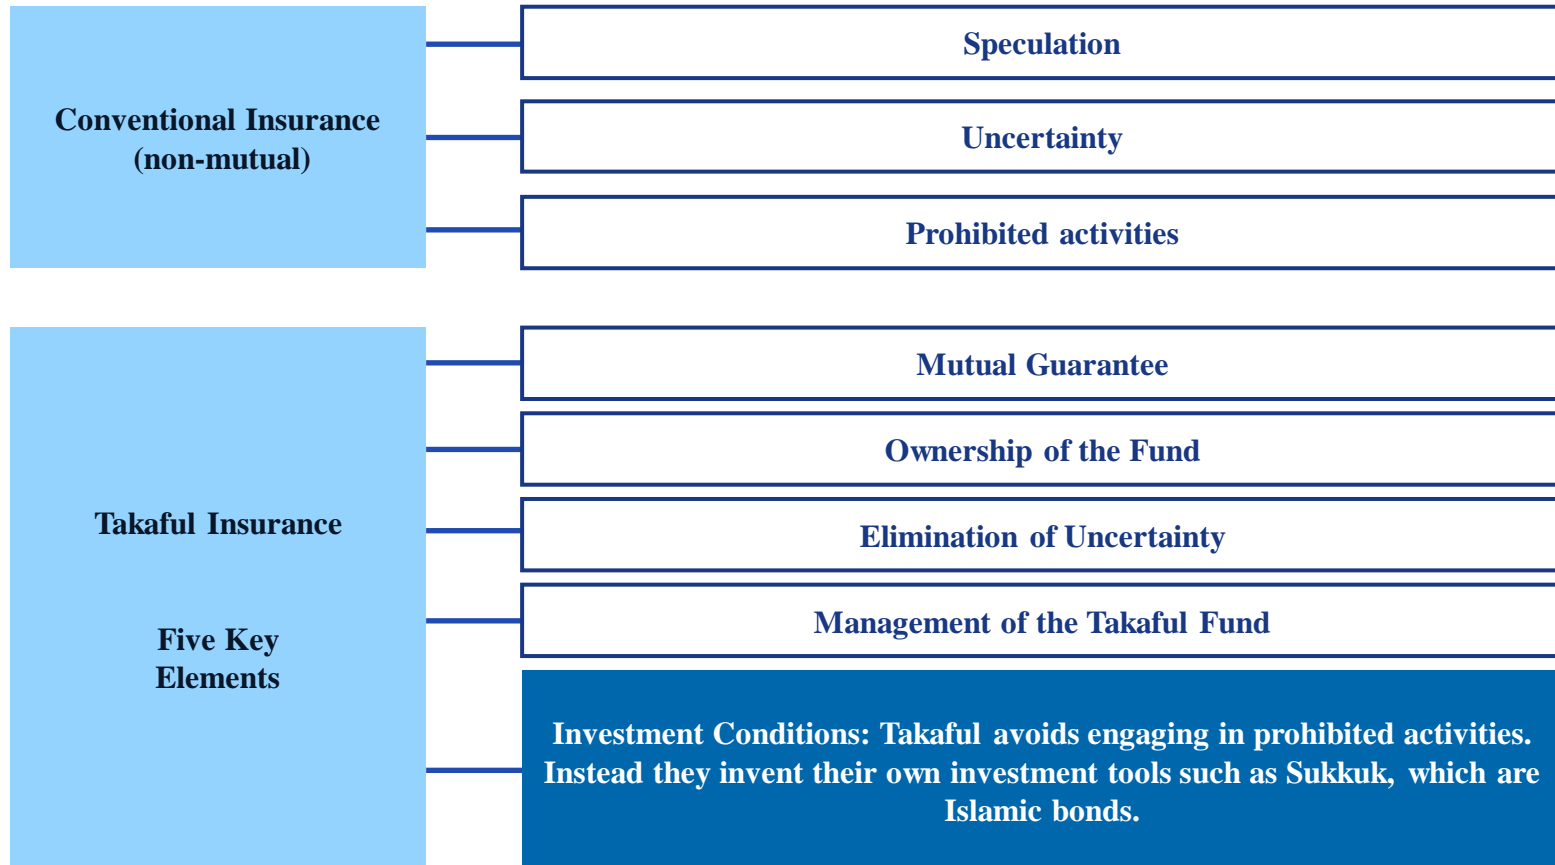 Conventional Insurance
(non-mutual)
Speculation
Uncertainty
Prohibited activities
Takaful Insurance
Five Key
Elements
Mutual Guarantee
Ownership of the Fund
Elimination of Uncertainty
Management of the Takaful Fund
Investment Conditions: Takaful avoids engaging in prohibited activities.
Instead they invent their own investment tools such as Sukkuk, which are
Islamic bonds.